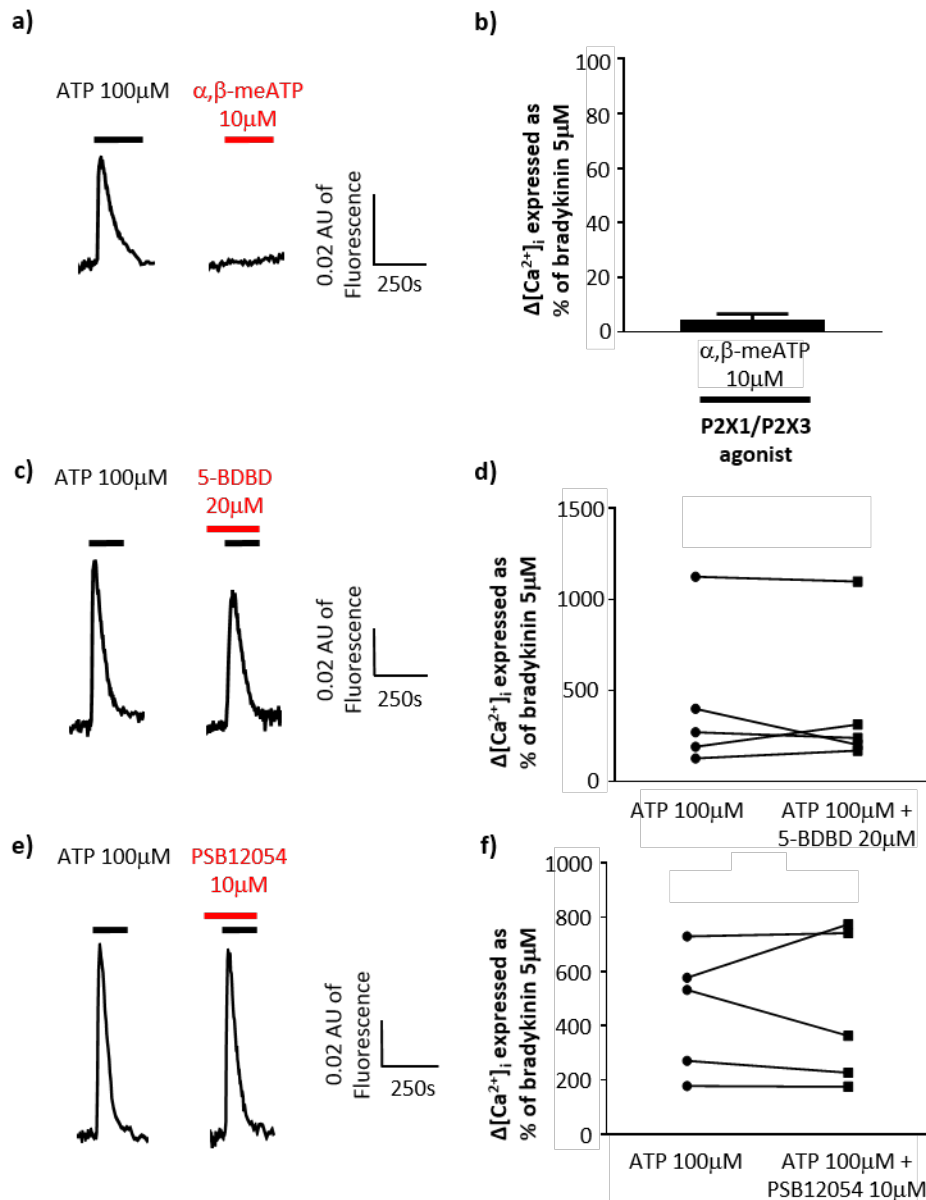 a)
ATP 100μM
α,β-meATP
10μM
0.02 AU of
Fluorescence
250s
b)
Δ[Ca²⁺]ᵢ expressed as
% of bradykinin 5μM
100
80
60
40
20
0
α,β-meATP
10μM
P2X1/P2X3
agonist
c)
ATP 100μM
5-BDBD
20μM
0.02 AU of
Fluorescence
250s
d)
Δ[Ca²⁺]ᵢ expressed as
% of bradykinin 5μM
1500
1000
500
0
ATP 100μM
ATP 100μM +
5-BDBD 20μM
e)
ATP 100μM
PSB12054
10μM
0.02 AU of
Fluorescence
250s
f)
Δ[Ca²⁺]ᵢ expressed as
% of bradykinin 5μM
1000
800
600
400
200
0
ATP 100μM
ATP 100μM +
PSB12054 10μM